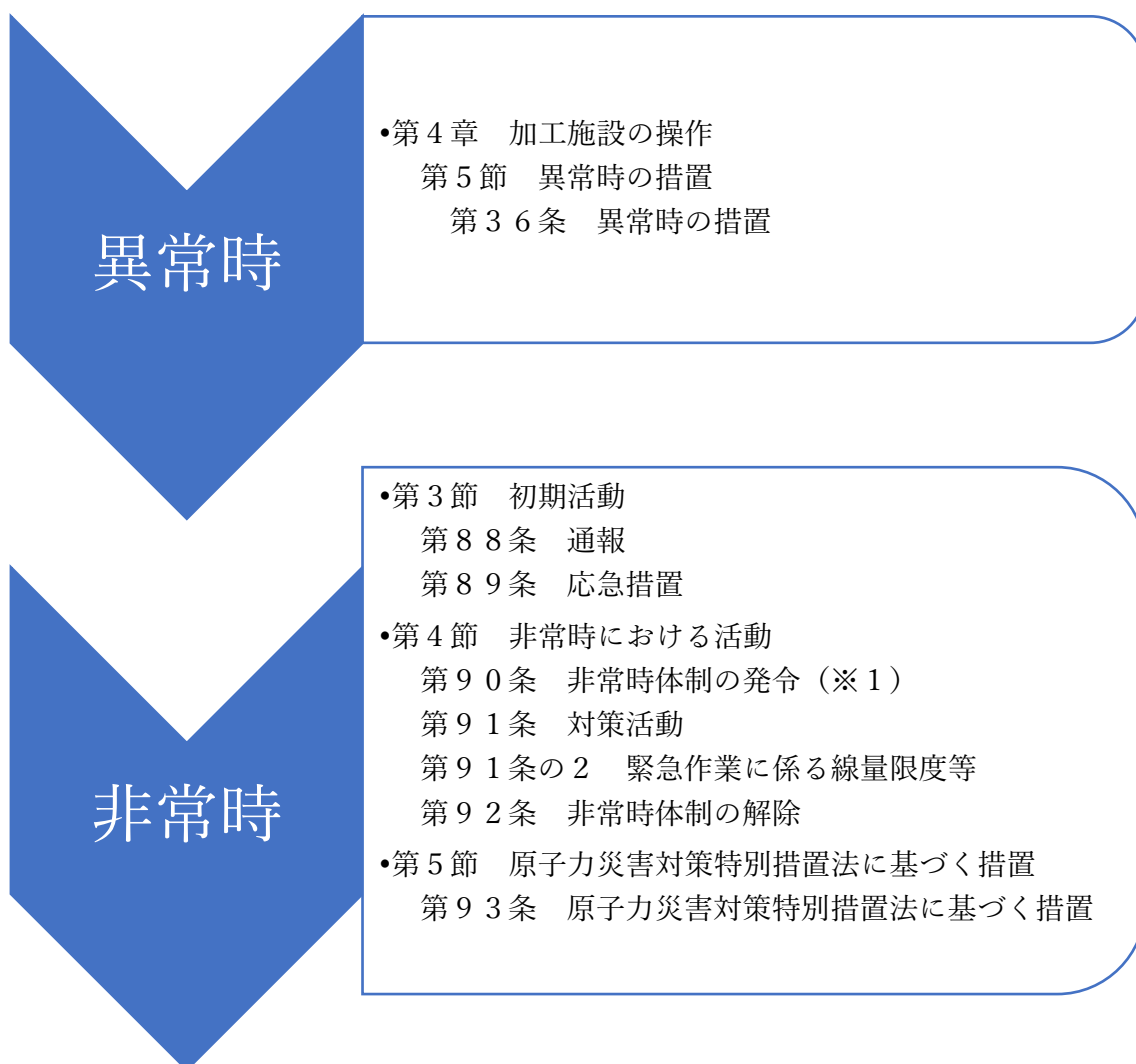 異常時
•第４章　加工施設の操作
第５節　異常時の措置
第３６条　異常時の措置
非常時
•第３節　初期活動
第８８条　通報
第８９条　応急措置
•第４節　非常時における活動
第９０条　非常時体制の発令（※１）
第９１条　対策活動
第９１条の２　緊急作業に係る線量限度等
第９２条　非常時体制の解除
•第５節　原子力災害対策特別措置法に基づく措置
第９３条　原子力災害対策特別措置法に基づく措置